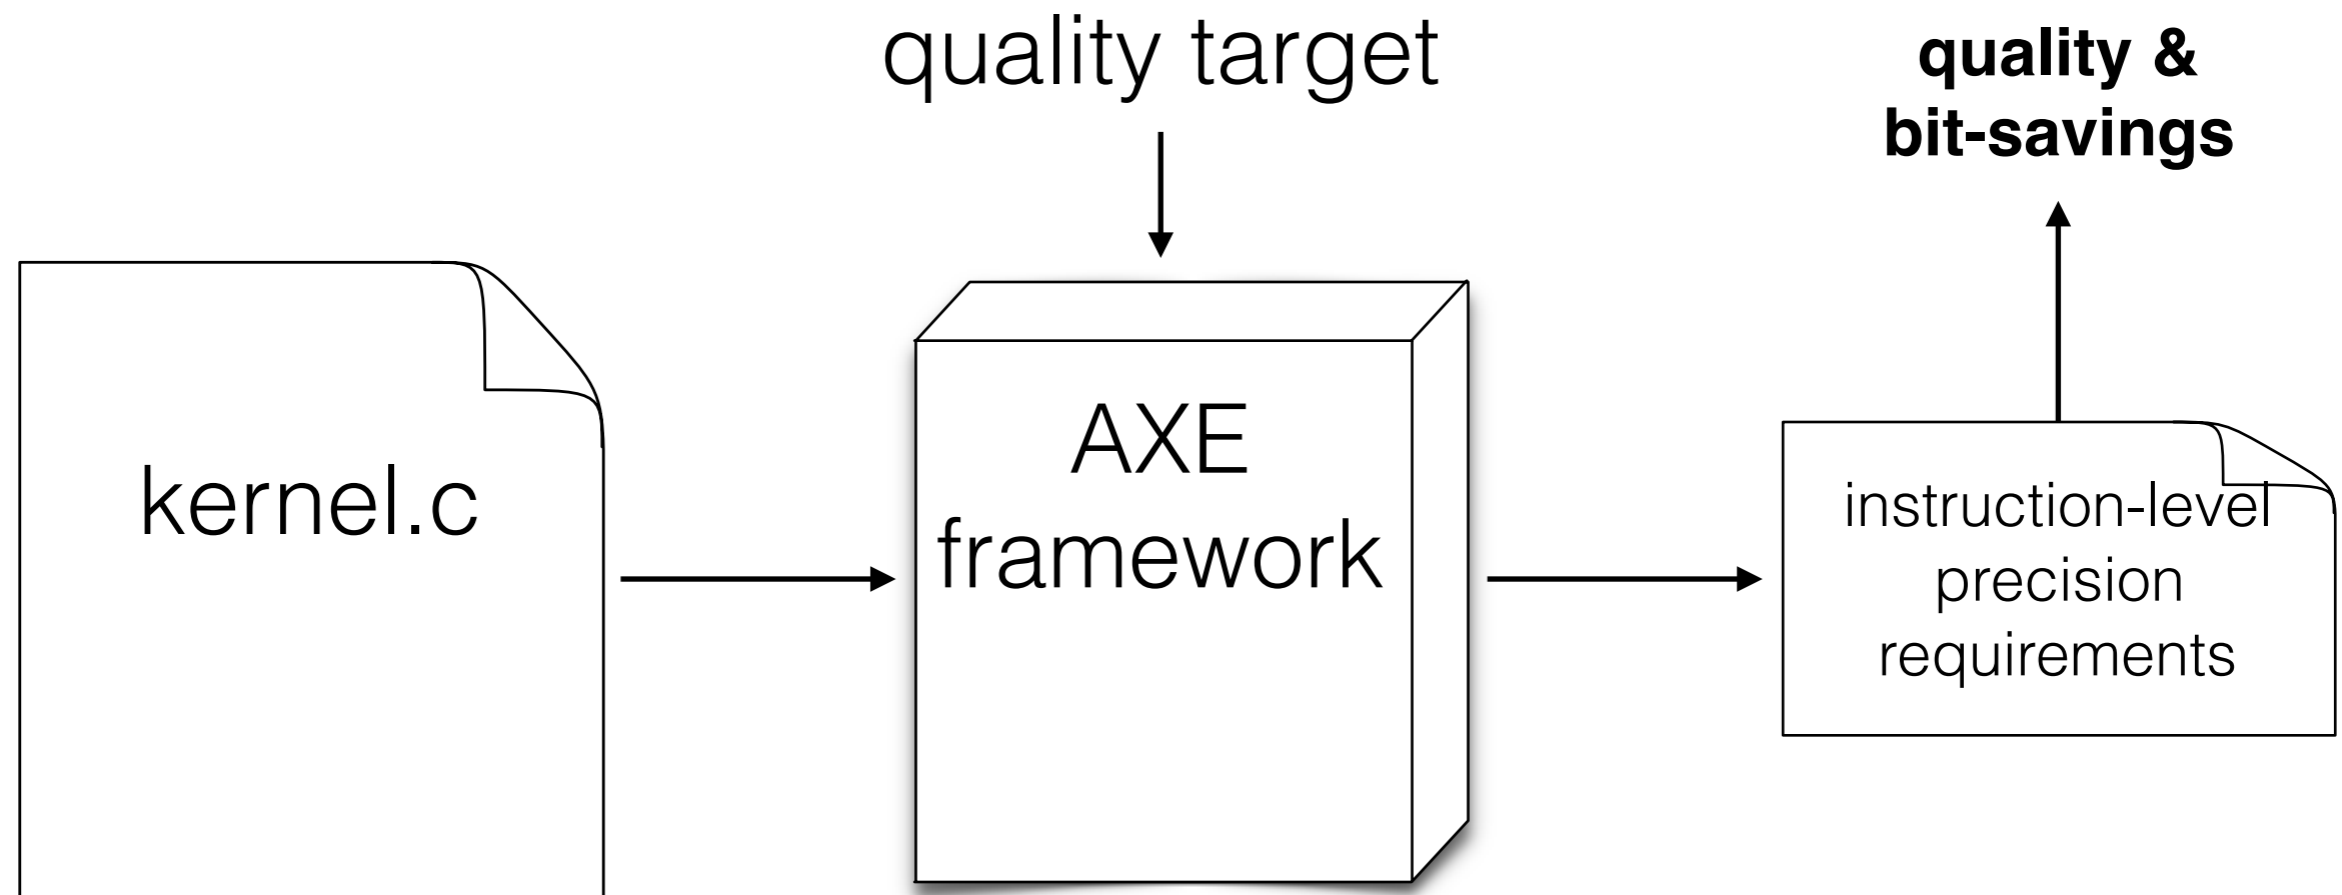 quality target
quality &
bit-savings
kernel.c
AXE
framework
instruction-level
precision
requirements